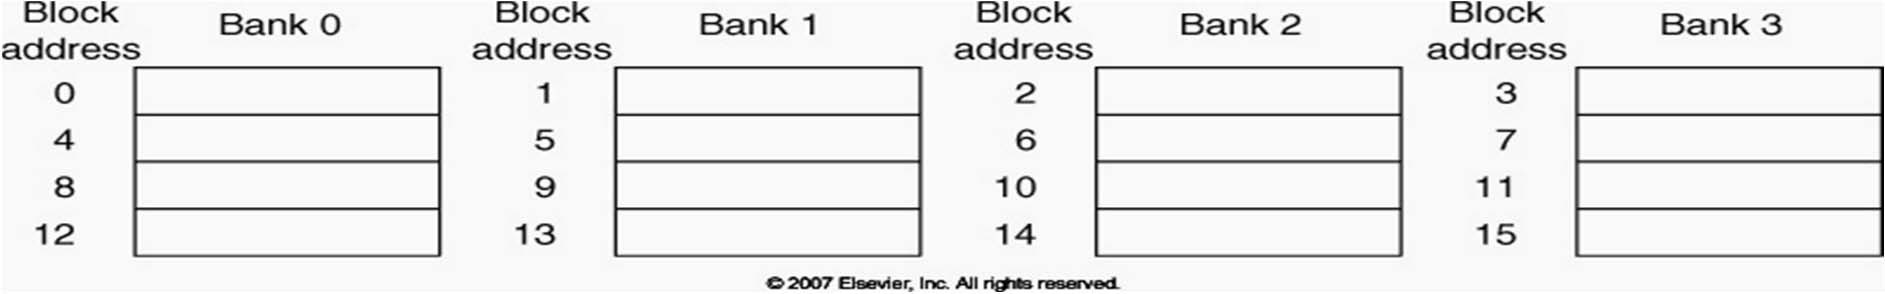 Block address Bank 0 Block address Bank 1 Block address Bank 2 Block address Bank 3
0 1 2 3
4 5 6 7
8 9 10 11
12 13 14 15
© 2007 Elsevier, Inc. All rights reserved.